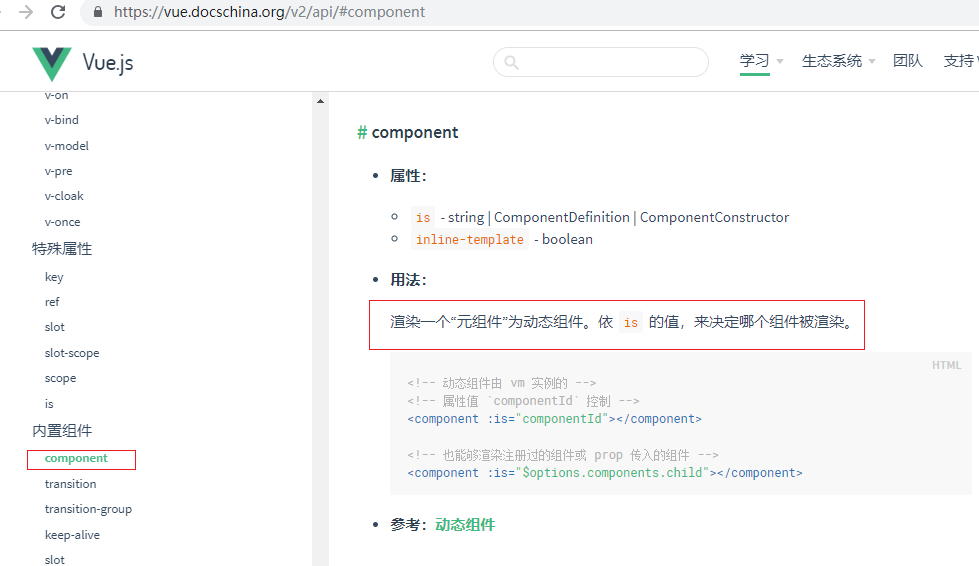 https://vue.docschina.org/v2/api/#component
Vue.js
学习
生态系统
团队
支持
v-on
v-bind
v-model
v-pre
v-cloak
v-once
特殊属性
key
ref
slot
slot-scope
scope
is
内置组件
component
transition
transition-group
keep-alive
slot
# component
属性：
is - string | ComponentDefinition | ComponentConstructor
inline-template - boolean
用法：
渲染一个“元组件”为动态组件。依 is 的值，来决定哪个组件被渲染。
HTML
<!-- 动态组件由 vm 实例的 -->
<!-- 属性值 `componentId` 控制 -->
<component :is="componentId"></component>
<!-- 也能够渲染注册过的组件或 prop 传入的组件 -->
<component :is="$options.components.child"></component>
参考：动态组件